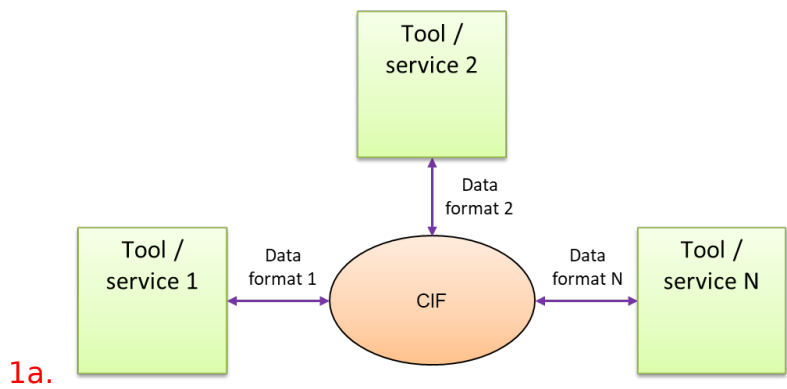 Tool /
service 2
Data
format 2
Tool /
service 1
Data
format 1
CIF
Data
format N
Tool /
service N
1a.